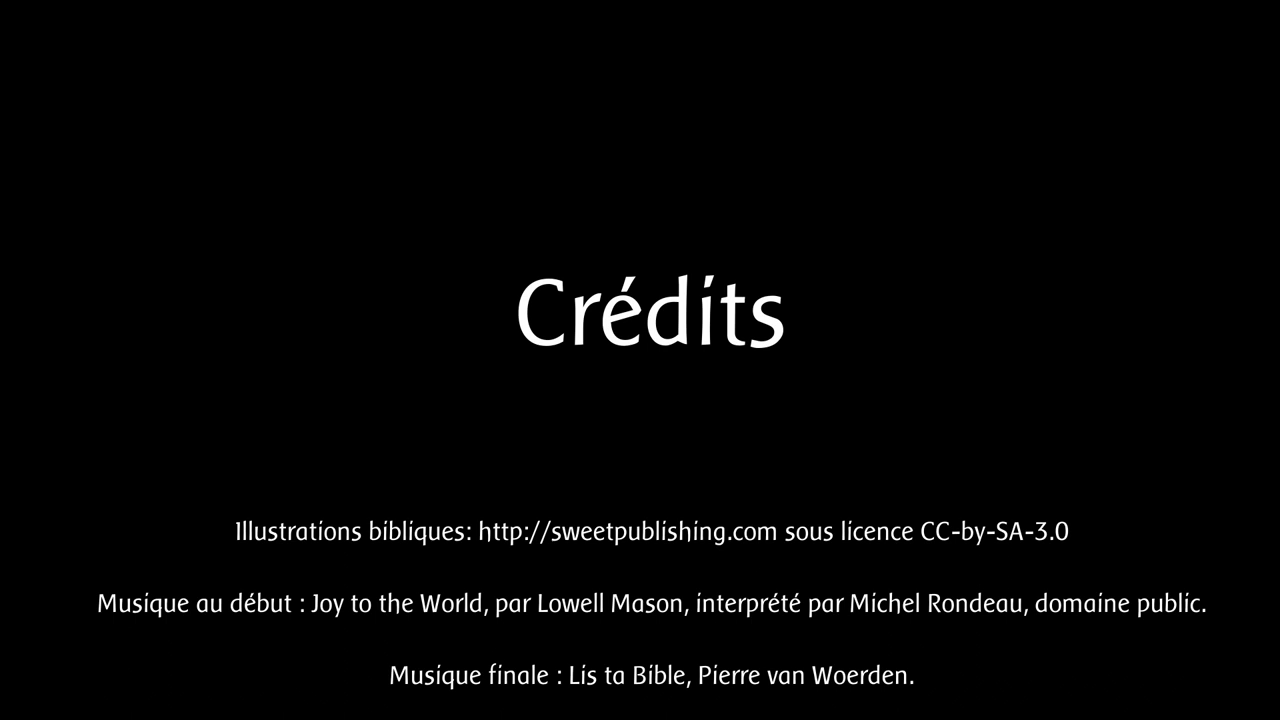 Crédits
Illustrations bibliques: http://sweetpublishing.com sous licence CC-by-SA-3.0
Musique au début : Joy to the World, par Lowell Mason, interprété par Michel Rondeau, domaine public.
Musique finale : Lis ta Bible, Pierre van Woerden.